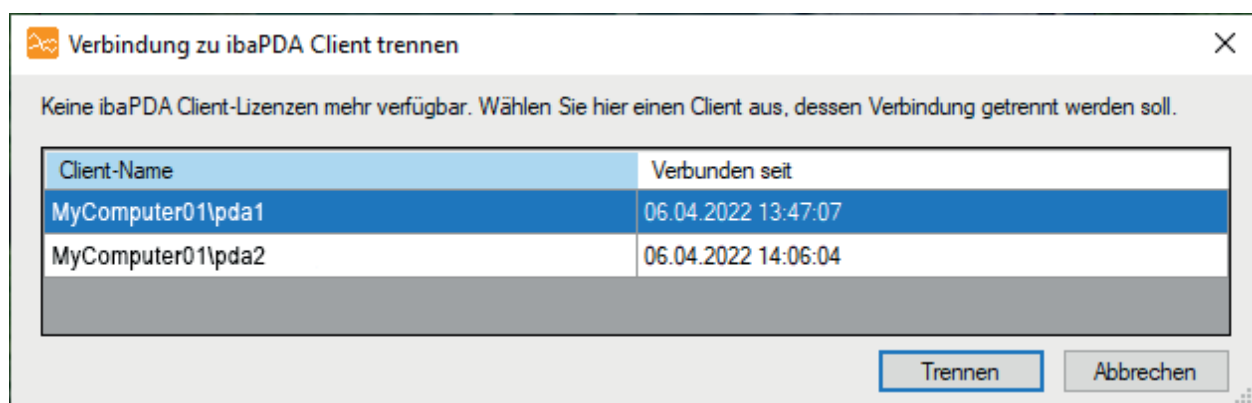 Verbindung zu ibaPDA Client trennen
Keine ibaPDA Client-Lizenzen mehr verfügbar. Wählen Sie hier einen Client aus, dessen Verbindung getrennt werden soll.
Client-Name Verbunden seit
MyComputer01\pda1 06.04.2022 13:47:07
MyComputer01\pda2 06.04.2022 14:06:04
Trennen Abbrechen